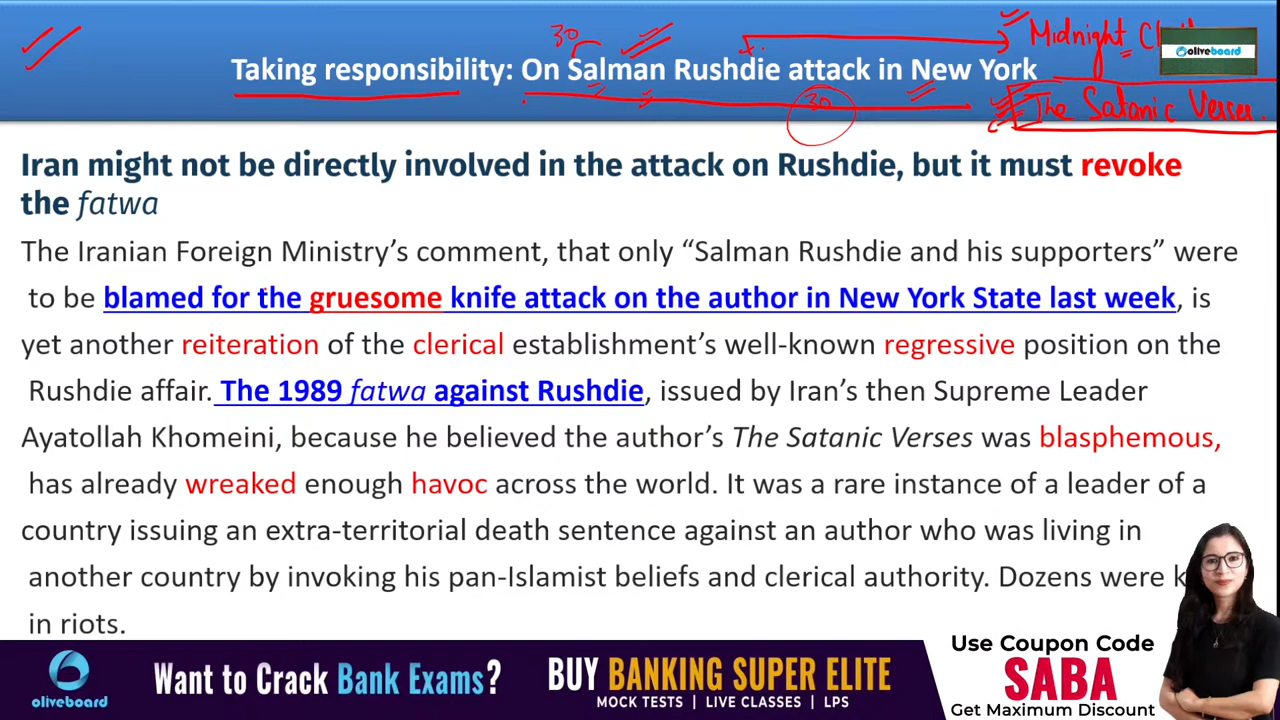 30
Midnight
oliveboard
Taking responsibility: On Salman Rushdie attack in New York
30
The Satanic Verses.
Iran might not be directly involved in the attack on Rushdie, but it must revoke
the fatwa
The Iranian Foreign Ministry’s comment, that only “Salman Rushdie and his supporters” were
to be blamed for the gruesome knife attack on the author in New York State last week, is
yet another reiteration of the clerical establishment’s well-known regressive position on the
Rushdie affair. The 1989 fatwa against Rushdie, issued by Iran’s then Supreme Leader
Ayatollah Khomeini, because he believed the author’s The Satanic Verses was blasphemous,
has already wreaked enough havoc across the world. It was a rare instance of a leader of a
country issuing an extra-territorial death sentence against an author who was living in
another country by invoking his pan-Islamist beliefs and clerical authority. Dozens were
in riots.
oliveboard
Want to Crack Bank Exams?
BUY BANKING SUPER ELITE
MOCK TESTS | LIVE CLASSES | LPS
Use Coupon Code
SABA
Get Maximum Discount